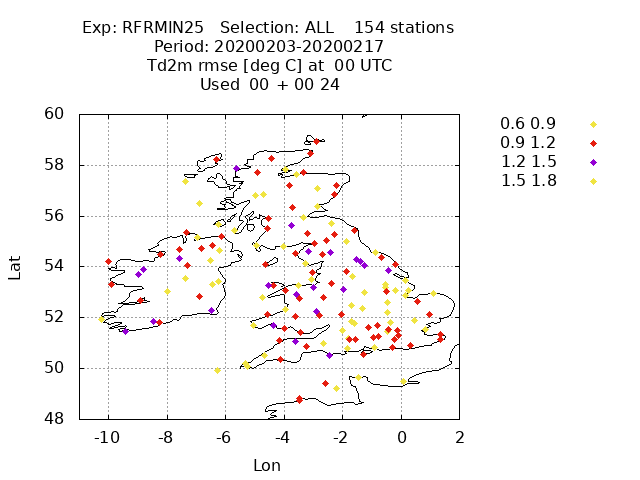 Exp: RFRMIN25 Selection: ALL 154 stations
Period: 20200203-20200217
Td2m rmse [deg C] at 00 UTC
Used 00 + 00 24
60
58
56
54
52
50
48
-10 -8 -6 -4 -2 0 2
Lat
Lon
0.6 0.9
0.9 1.2
1.2 1.5
1.5 1.8